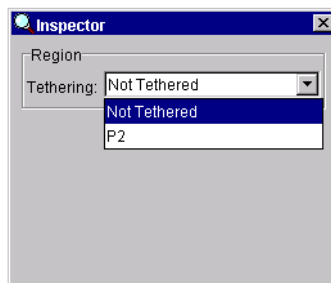 Inspector
Region
Tethering: Not Tethered
Not Tethered
P2